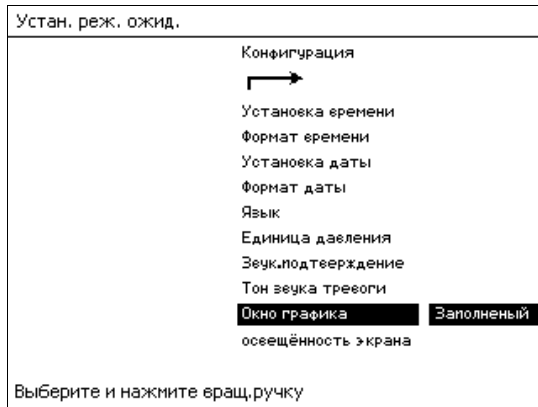 Устан. реж. ожид.
Конфигурация
Установка времени
Формат времени
Установка даты
Формат даты
Язык
Единица давления
Звук.подтверждение
Тон звука тревоги
Окно графика Заполненый
освещённость экрана
Выберите и нажмите вращ.ручку